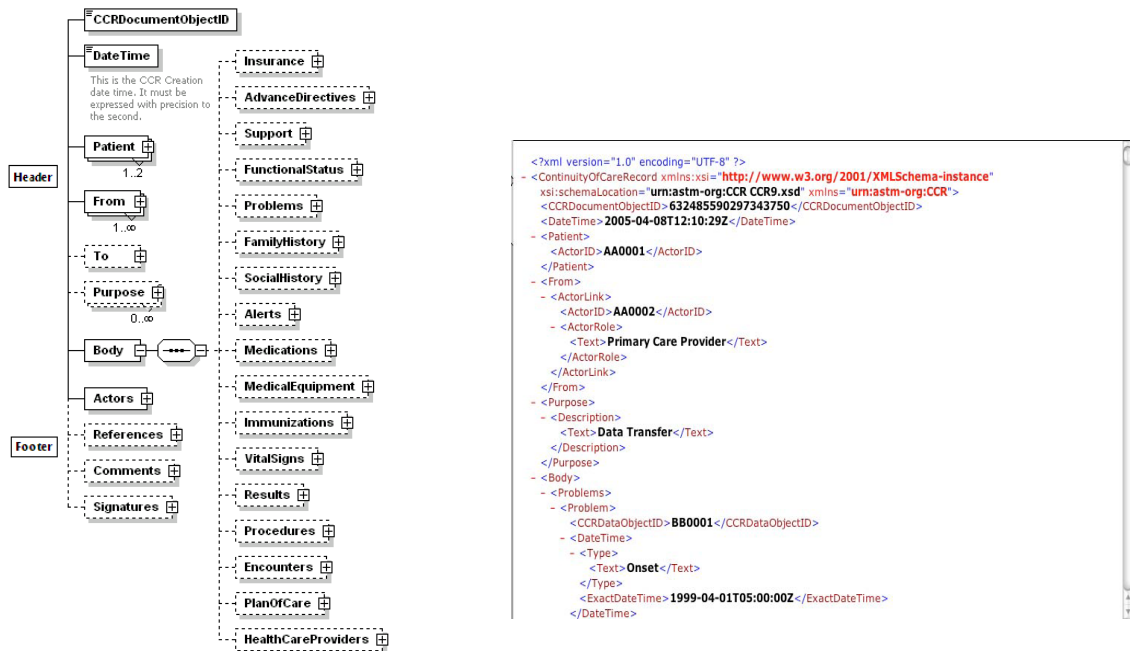 CCRDocumentObjectID
DateTime
This is the CCR Creation
date time. It must be
expressed with precision to
the second.
Patient
1..2
Header
From
1..∞
To
Purpose
0..∞
Body
Actors
References
Footer
Comments
Signatures
Insurance
AdvanceDirectives
Support
FunctionalStatus
Problems
FamilyHistory
SocialHistory
Alerts
Medications
MedicalEquipment
Immunizations
VitalSigns
Results
Procedures
Encounters
PlanOfCare
HealthCareProviders
<?xml version="1.0" encoding="UTF-8" ?>
- <ContinuityOfCareRecord xmlns:xsi="http://www.w3.org/2001/XMLSchema-instance"
xsi:schemaLocation="urn:astm-org:CCR CCR9.xsd" xmlns="urn:astm-org:CCR">
<CCRDocumentObjectID>632485590297343750</CCRDocumentObjectID>
<DateTime>2005-04-08T12:10:29Z</DateTime>
- <Patient>
<ActorID>AA0001</ActorID>
</Patient>
- <From>
- <ActorLink>
<ActorID>AA0002</ActorID>
- <ActorRole>
<Text>Primary Care Provider</Text>
</ActorRole>
</ActorLink>
</From>
- <Purpose>
- <Description>
<Text>Data Transfer</Text>
</Description>
</Purpose>
- <Body>
- <Problems>
- <Problem>
<CCRDataObjectID>BB0001</CCRDataObjectID>
- <DateTime>
- <Type>
<Text>Onset</Text>
</Type>
<ExactDateTime>1999-04-01T05:00:00Z</ExactDateTime>
</DateTime>